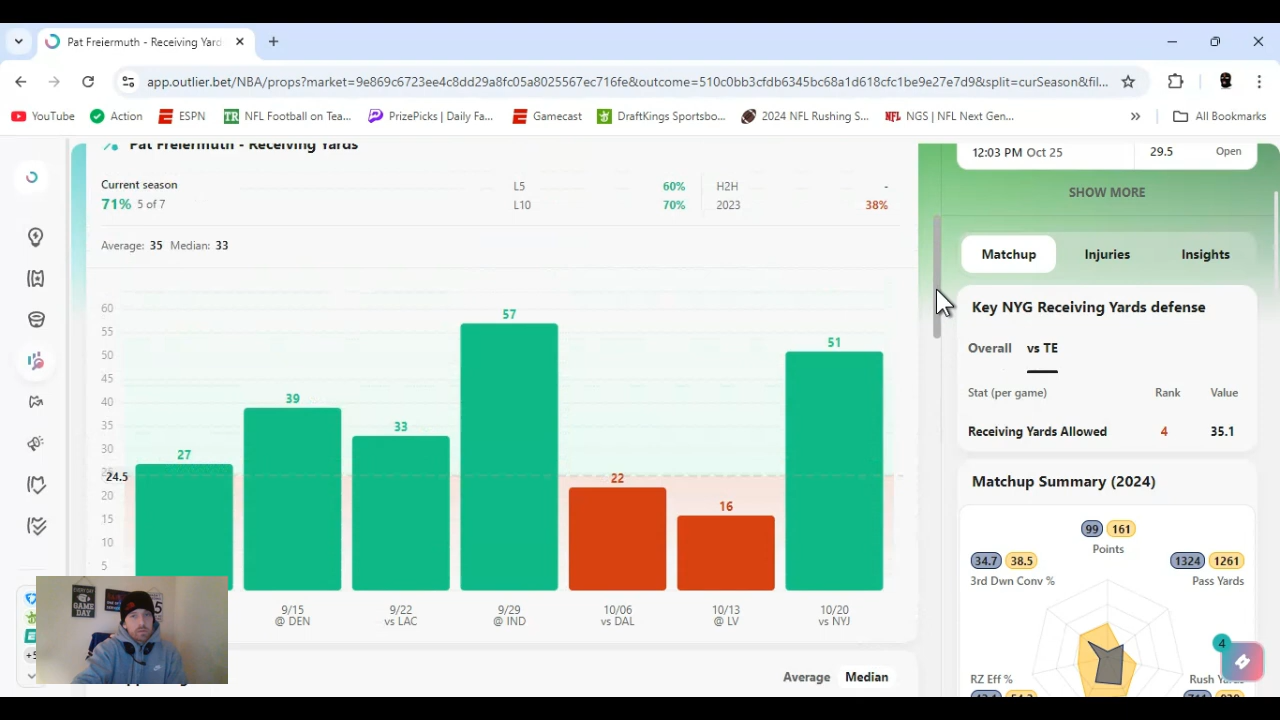 Pat Freiermuth - Receiving Yard
app.outlier.bet/NBA/props?market=9e869c6723ee4c8dd29a8fc05a8025567ec716fe&outcome=510c0bb3cfdb6345bc68a1d618cfc1be9e27e7d9&split=curSeason&fil...
YouTube Action ESPN NFL Football on Tea... PrizePicks | Daily Fa... Gamecast DraftKings Sportsbo... 2024 NFL Rushing S... NGS | NFL Next Gen... » All Bookmarks
Pat Freiermuth - Receiving Yards
Current season
71% 5 of 7
L5 60% H2H -
L10 70% 2023 38%
Average: 35 Median: 33
60
55
50
45
40
35
30
24.5
20
15
10
5
27
39
33
57
22
16
51
9/15
@ DEN
9/22
vs LAC
9/29
@ IND
10/06
vs DAL
10/13
@ LV
10/20
vs NYJ
Average Median
12:03 PM Oct 25 29.5 Open
SHOW MORE
Matchup Injuries Insights
Key NYG Receiving Yards defense
Overall vs TE
Stat (per game) Rank Value
Receiving Yards Allowed 4 35.1
Matchup Summary (2024)
99 161
Points
34.7 38.5
3rd Dwn Conv %
1324 1261
Pass Yards
RZ Eff %
Rush
4
EVERY DAY
GAME
DAY